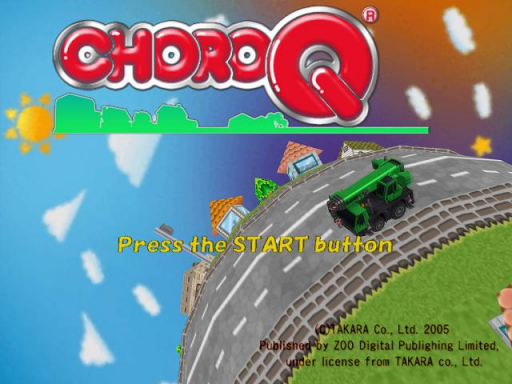 CHOROQ®
Press the START button
(C)TAKARA Co., Ltd. 2005
Published by ZOO Digital Publighing Limited,
under license from TAKARA co., Ltd.